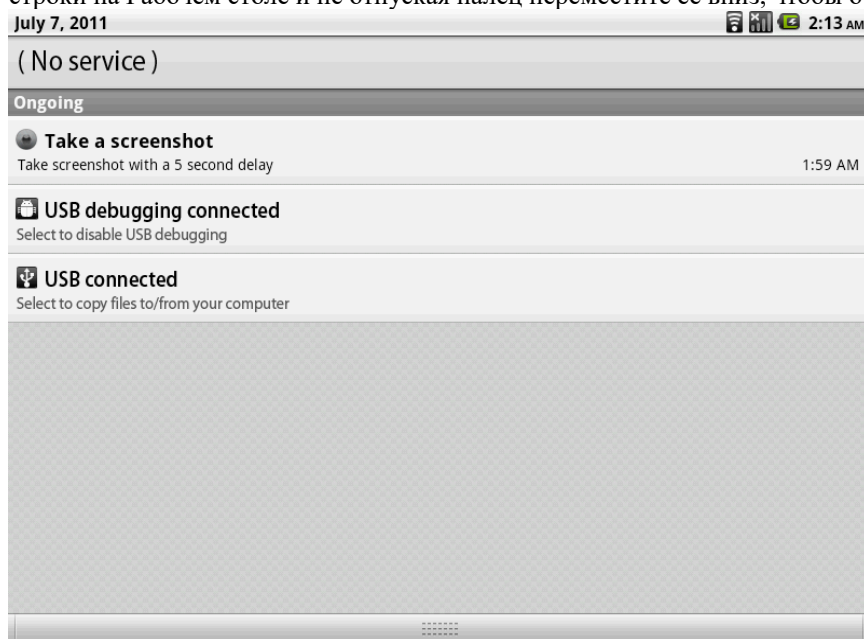 строки на Рабочем столе и не отпуская палец переместите ее вниз, чтобы о
July 7, 2011 2:13 AM
( No service )
Ongoing
Take a screenshot
Take screenshot with a 5 second delay 1:59 AM
USB debugging connected
Select to disable USB debugging
USB connected
Select to copy files to/from your computer